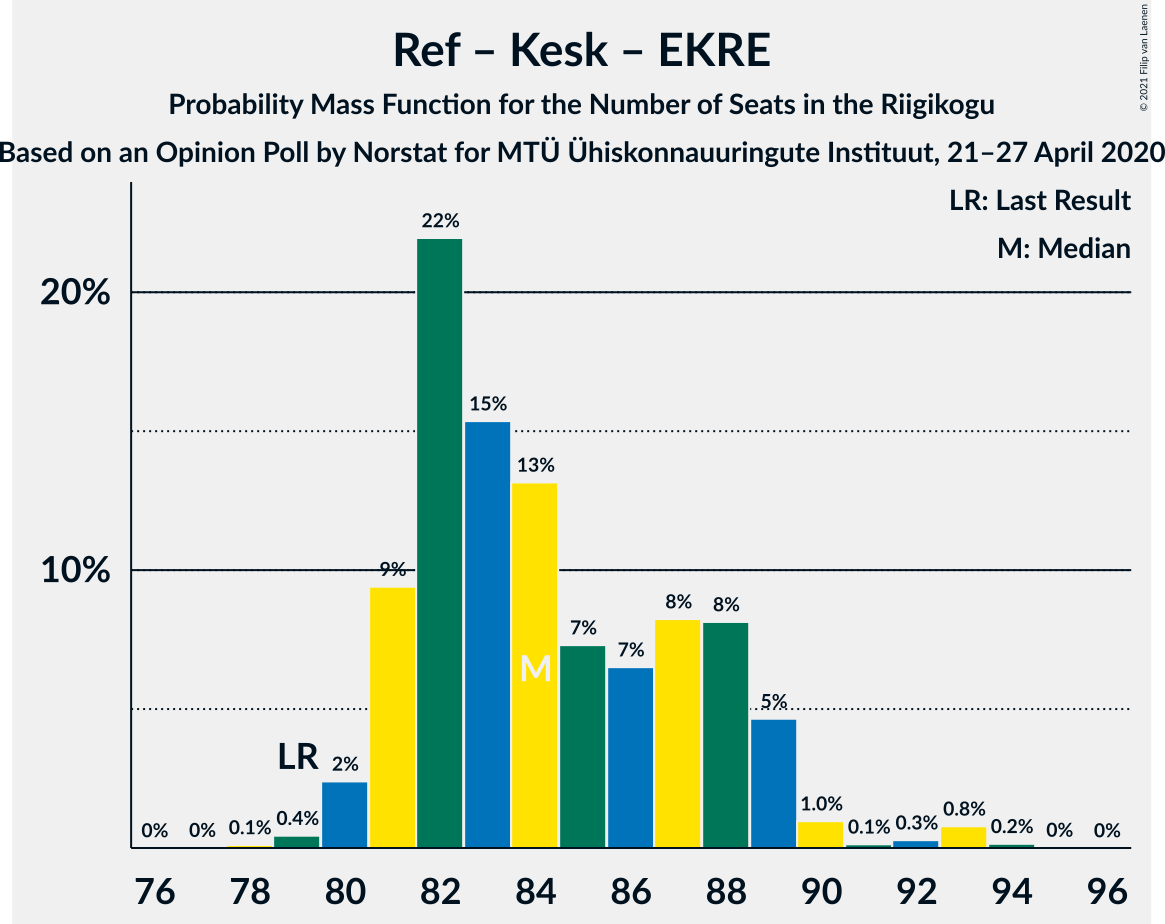 Ref – Kesk – EKRE
© 2021 Filip van Laenen
Probability Mass Function for the Number of Seats in the Riigikogu
Based on an Opinion Poll by Norstat for MTÜ Ühiskonnauuringute Instituut, 21–27 April 2020
LR: Last Result
M: Median
20%
10%
0% 0% 0.1% 0.4% 2% 9% 22% 15% 13% 7% 7% 8% 8% 5% 1.0% 0.1% 0.3% 0.8% 0.2% 0% 0%
LR
M
76 78 80 82 84 86 88 90 92 94 96